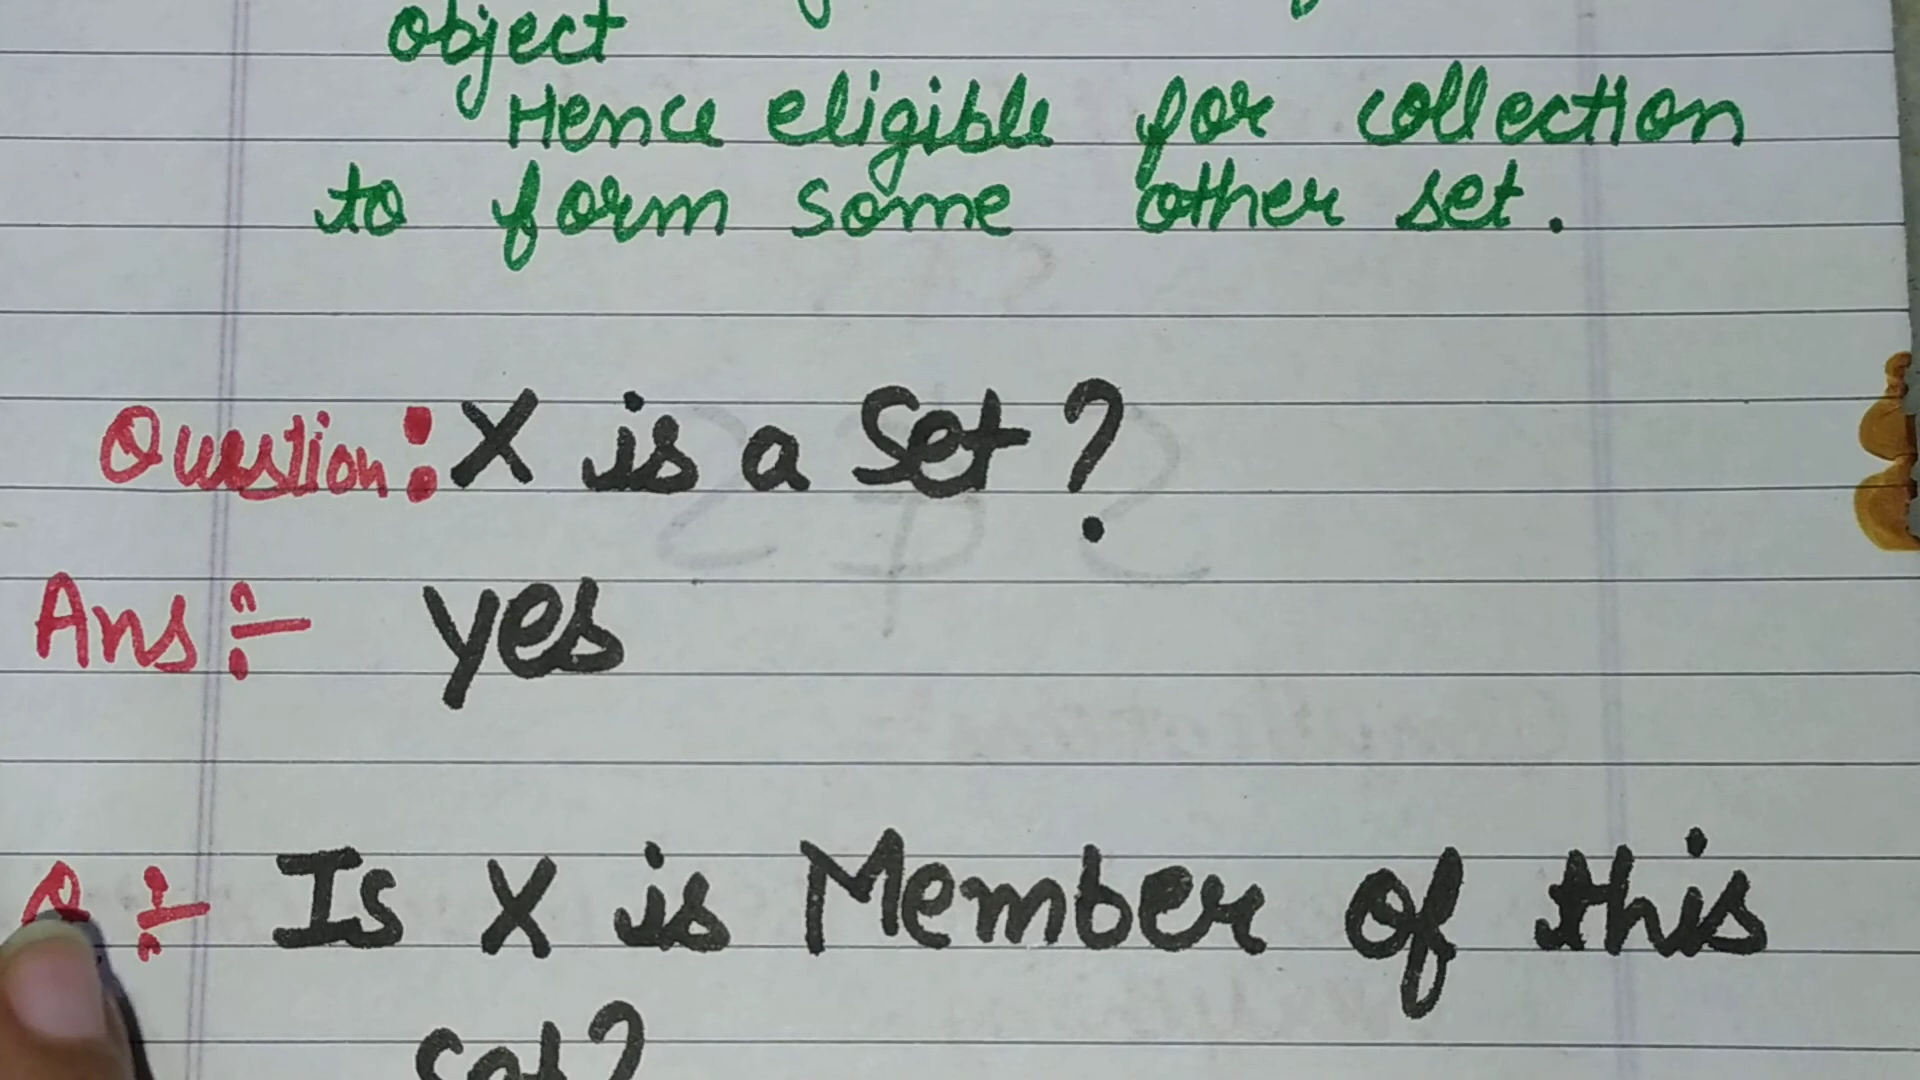 object
Hence eligible for collection
to form some other set.
Question: X is a Set?
Ans÷ yes
Q÷ Is X is Member of this
set?